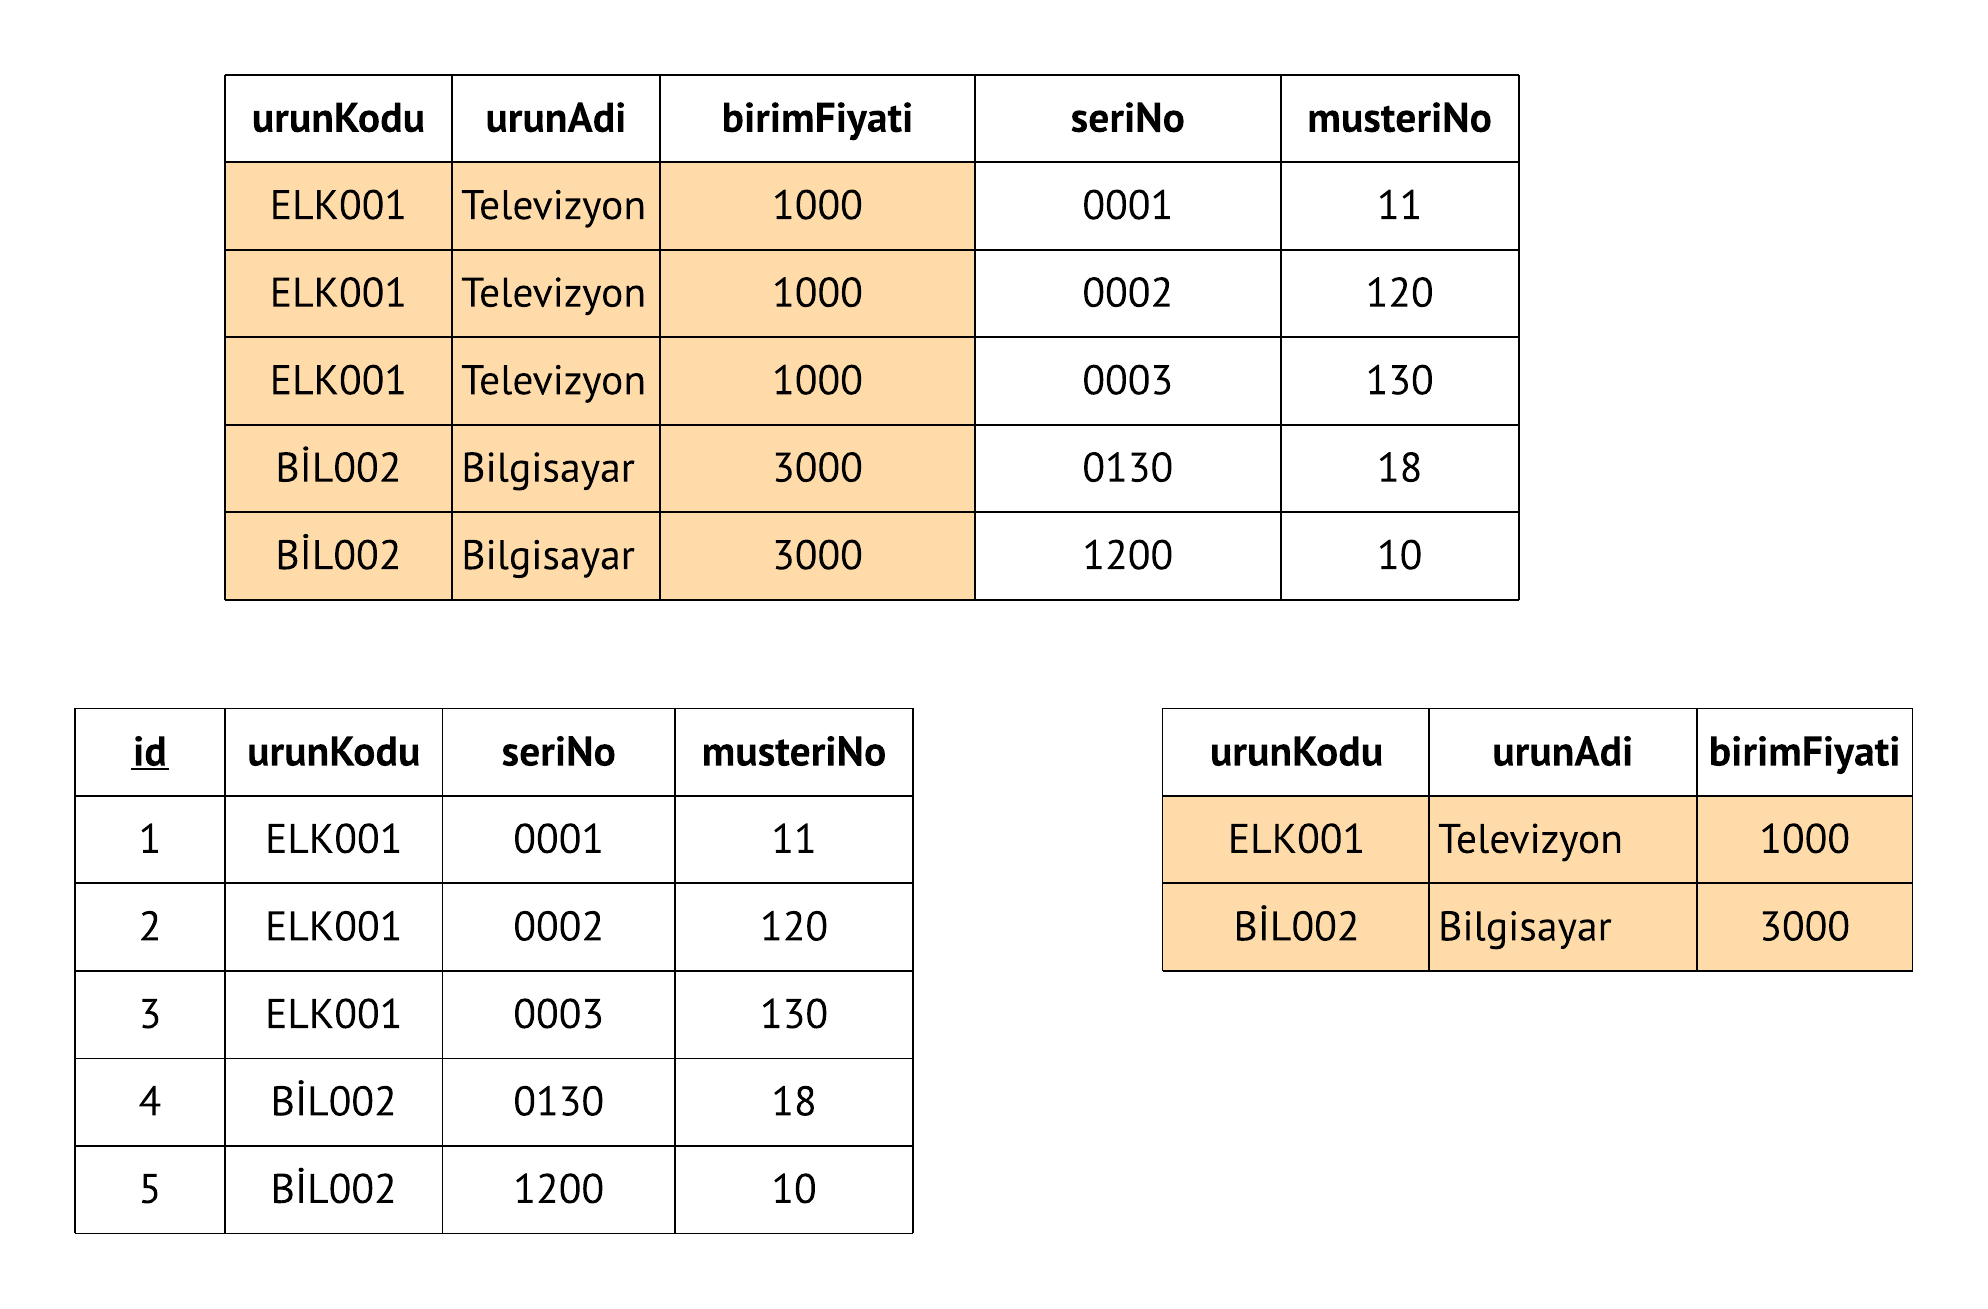 urunKodu urunAdi birimFiyati seriNo musteriNo
ELK001 Televizyon 1000 0001 11
ELK001 Televizyon 1000 0002 120
ELK001 Televizyon 1000 0003 130
BİL002 Bilgisayar 3000 0130 18
BİL002 Bilgisayar 3000 1200 10
id urunKodu seriNo musteriNo
1 ELK001 0001 11
2 ELK001 0002 120
3 ELK001 0003 130
4 BİL002 0130 18
5 BİL002 1200 10
urunKodu urunAdi birimFiyati
ELK001 Televizyon 1000
BİL002 Bilgisayar 3000